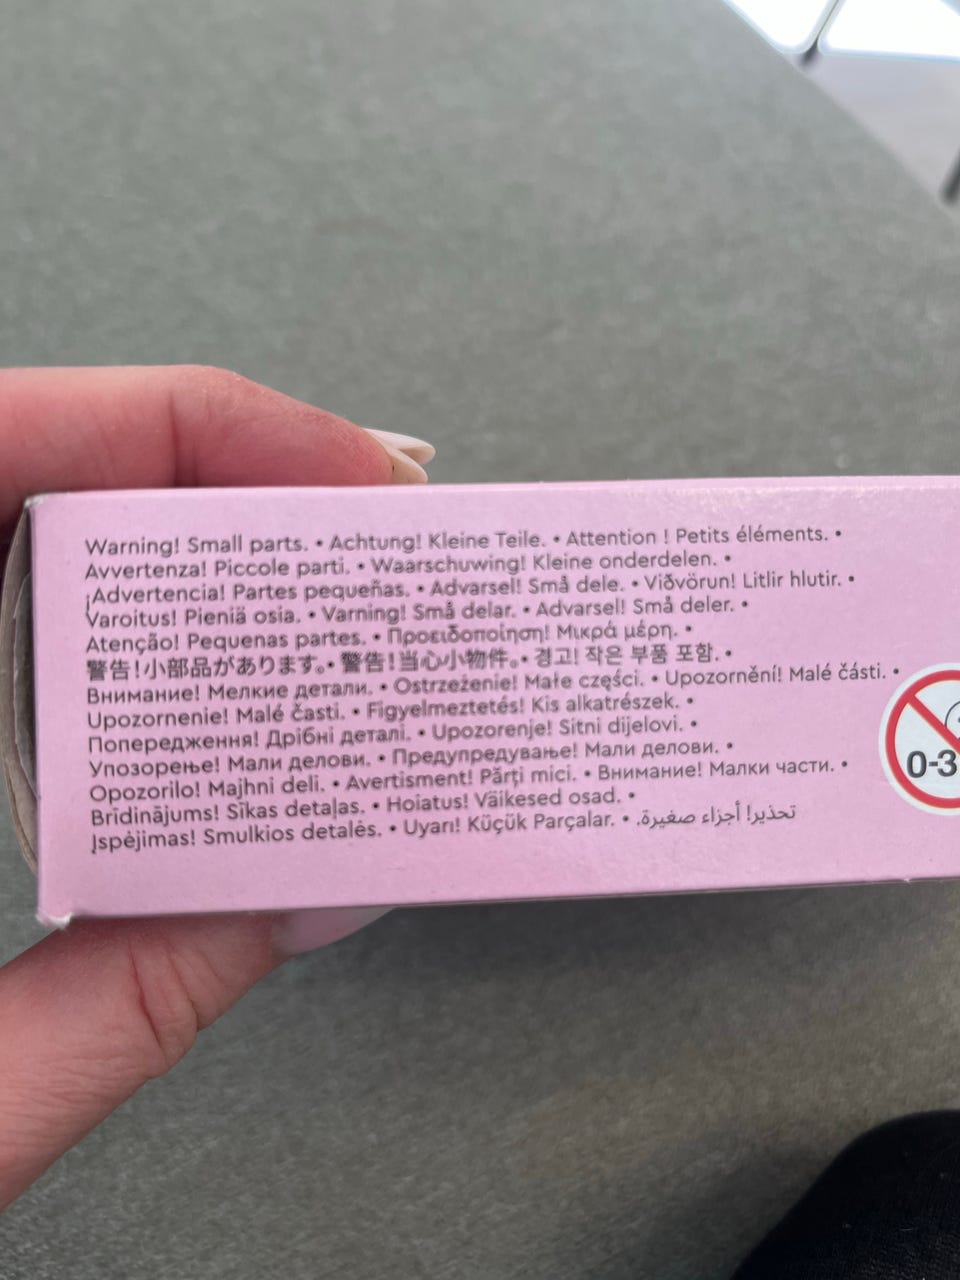 Warning! Small parts. • Achtung! Kleine Teile. • Attention ! Petits éléments. •
Avvertenza! Piccole parti. • Waarschuwing! Kleine onderdelen. •
¡Advertencia! Partes pequeñas. • Advarsel! Små dele. • Viðvörun! Litlir hlutir. •
Varoitus! Pieniä osia. • Varning! Små delar. • Advarsel! Små deler. •
Atenção! Pequenas partes. • Προειδοποίηση! Μικρά μέρη. •
警告!小部品があります。• 警告!当心小物件。• 경고! 작은 부품 포함. •
Внимание! Мелкие детали. • Ostrzeżenie! Małe części. • Upozornění! Malé části. •
Upozornenie! Malé časti. • Figyelmeztetés! Kis alkatrészek. •
Попередження! Дрібні деталі. • Upozorenje! Sitni dijelovi. •
Упозорење! Мали делови. • Предупредување! Мали делови. •
Opozorilo! Majhni deli. • Avertisment! Părți mici. • Внимание! Малки части. •
Brīdinājums! Sīkas detaļas. • Hoiatus! Väikesed osad. •
Įspėjimas! Smulkios detalės. • Uyarı! Küçük Parçalar. • تحذير! أجزاء صغيرة.
0-3